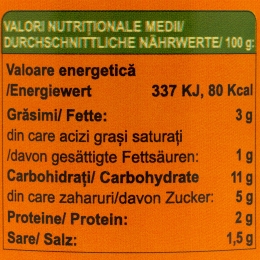 VALORI NUTRIȚIONALE MEDII/
DURCHSCHNITTLICHE NÄHRWERTE/ 100 g:
Valoare energetică
/Energiewert 337 KJ, 80 Kcal
Grăsimi/ Fette: 3 g
din care acizi grași saturați
/davon gesättigte Fettsäuren: 1 g
Carbohidrați/ Carbohydrate 11 g
din care zaharuri/davon Zucker: 5 g
Proteine/ Protein: 2 g
Sare/ Salz: 1,5 g